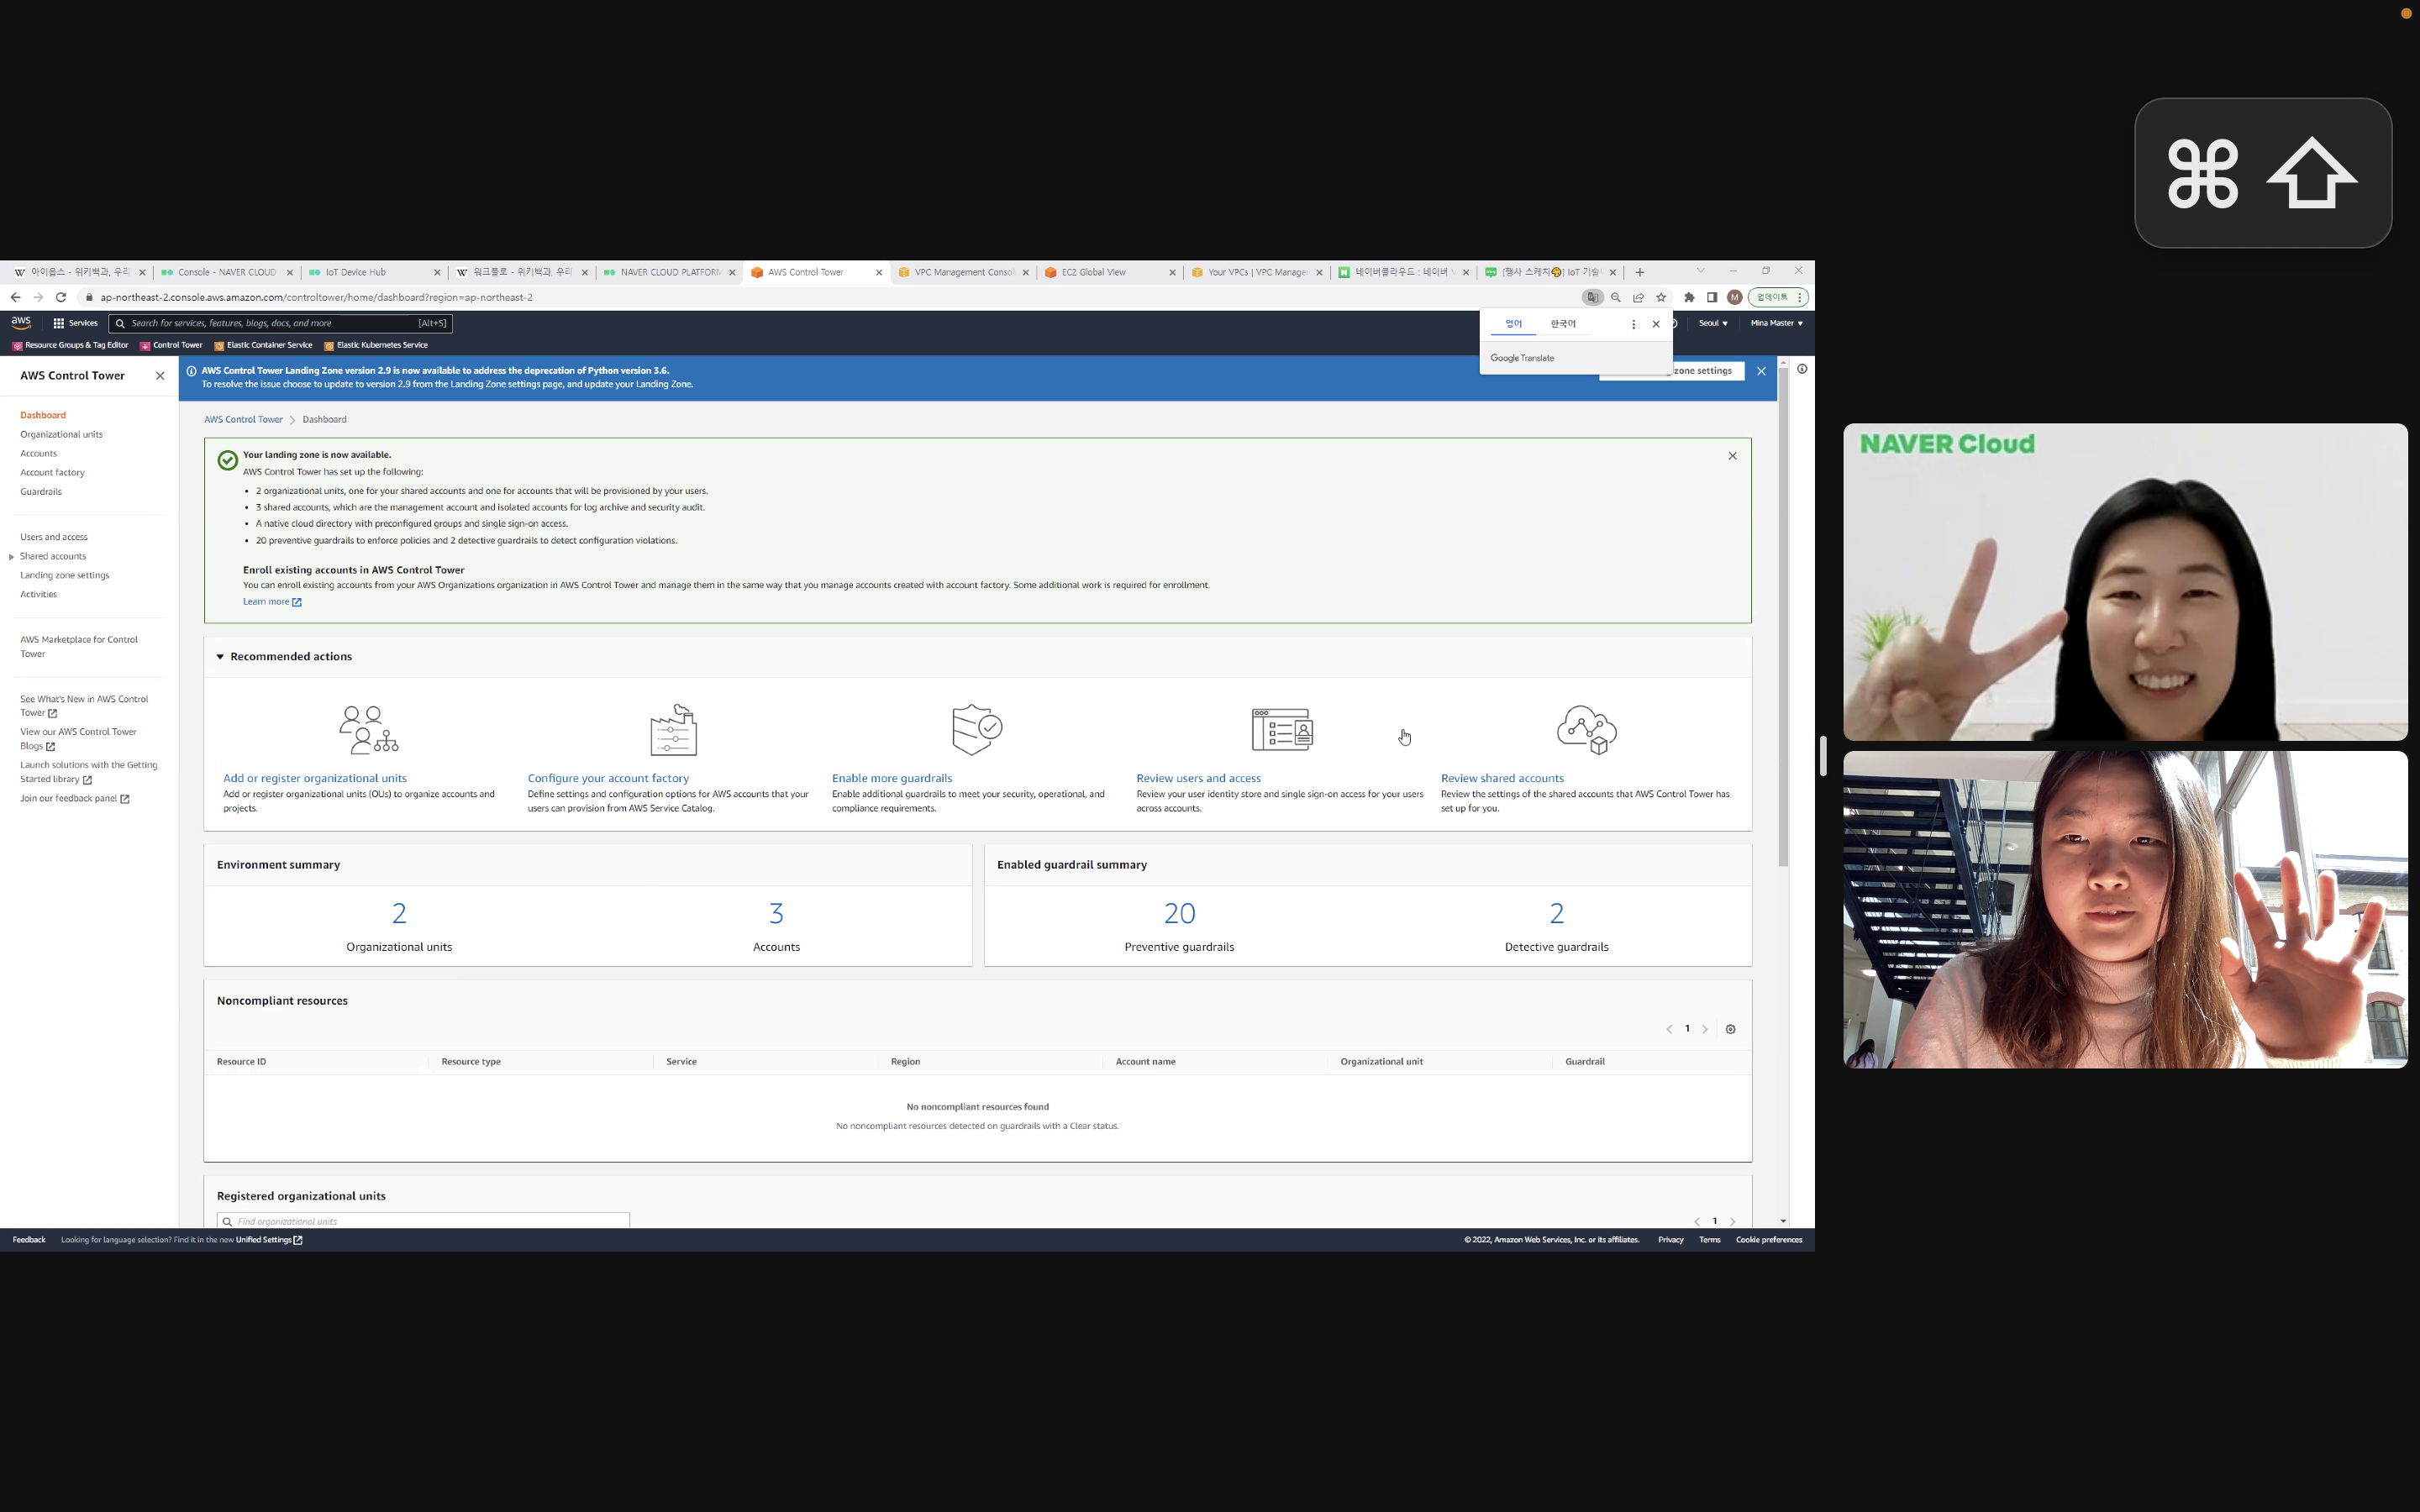 아이옵스 - 위키백과, 우리
Console - NAVER CLOUD
IoT Device Hub
워크플로 - 위키백과, 우리
NAVER CLOUD PLATFORM
AWS Control Tower
VPC Management Consol
EC2 Global View
Your VPCs | VPC Manage
네이버클라우드 : 네이버
[행사 스케치] IoT 기술
ap-northeast-2.console.aws.amazon.com/controltower/home/dashboard?region=ap-northeast-2
M
업데이트
aws
Services
Search for services, features, blogs, docs, and more
[Alt+S]
영어
한국어
Seoul
Mina Master
Resource Groups & Tag Editor
Control Tower
Elastic Container Service
Elastic Kubernetes Service
Google Translate
AWS Control Tower
AWS Control Tower Landing Zone version 2.9 is now available to address the deprecation of Python version 3.6.
To resolve the issue choose to update to version 2.9 from the Landing Zone settings page, and update your Landing Zone.
zone settings
Dashboard
Organizational units
Accounts
Account factory
Guardrails
Users and access
Shared accounts
Landing zone settings
Activities
AWS Marketplace for Control
Tower
See What's New in AWS Control
Tower
View our AWS Control Tower
Blogs
Launch solutions with the Getting
Started library
Join our feedback panel
AWS Control Tower
Dashboard
Your landing zone is now available.
AWS Control Tower has set up the following:
• 2 organizational units, one for your shared accounts and one for accounts that will be provisioned by your users.
• 3 shared accounts, which are the management account and isolated accounts for log archive and security audit.
• A native cloud directory with preconfigured groups and single sign-on access.
• 20 preventive guardrails to enforce policies and 2 detective guardrails to detect configuration violations.
Enroll existing accounts in AWS Control Tower
You can enroll existing accounts from your AWS Organizations organization in AWS Control Tower and manage them in the same way that you manage accounts created with account factory. Some additional work is required for enrollment.
Learn more
Recommended actions
Add or register organizational units
Add or register organizational units (OUs) to organize accounts and
projects.
Configure your account factory
Define settings and configuration options for AWS accounts that your
users can provision from AWS Service Catalog.
Enable more guardrails
Enable additional guardrails to meet your security, operational, and
compliance requirements.
Review users and access
Review your user identity store and single sign-on access for your users
across accounts.
Review shared accounts
Review the settings of the shared accounts that AWS Control Tower has
set up for you.
Environment summary
2
Organizational units
3
Accounts
Enabled guardrail summary
20
Preventive guardrails
2
Detective guardrails
Noncompliant resources
1
Resource ID
Resource type
Service
Region
Account name
Organizational unit
Guardrail
No noncompliant resources found
No noncompliant resources detected on guardrails with a Clear status.
Registered organizational units
Find organizational units
1
Feedback
Looking for language selection? Find it in the new Unified Settings
© 2022, Amazon Web Services, Inc. or its affiliates.
Privacy
Terms
Cookie preferences
NAVER Cloud